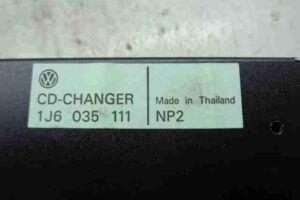 CD-CHANGER
1J6 035 111
Made in Thailand
NP2